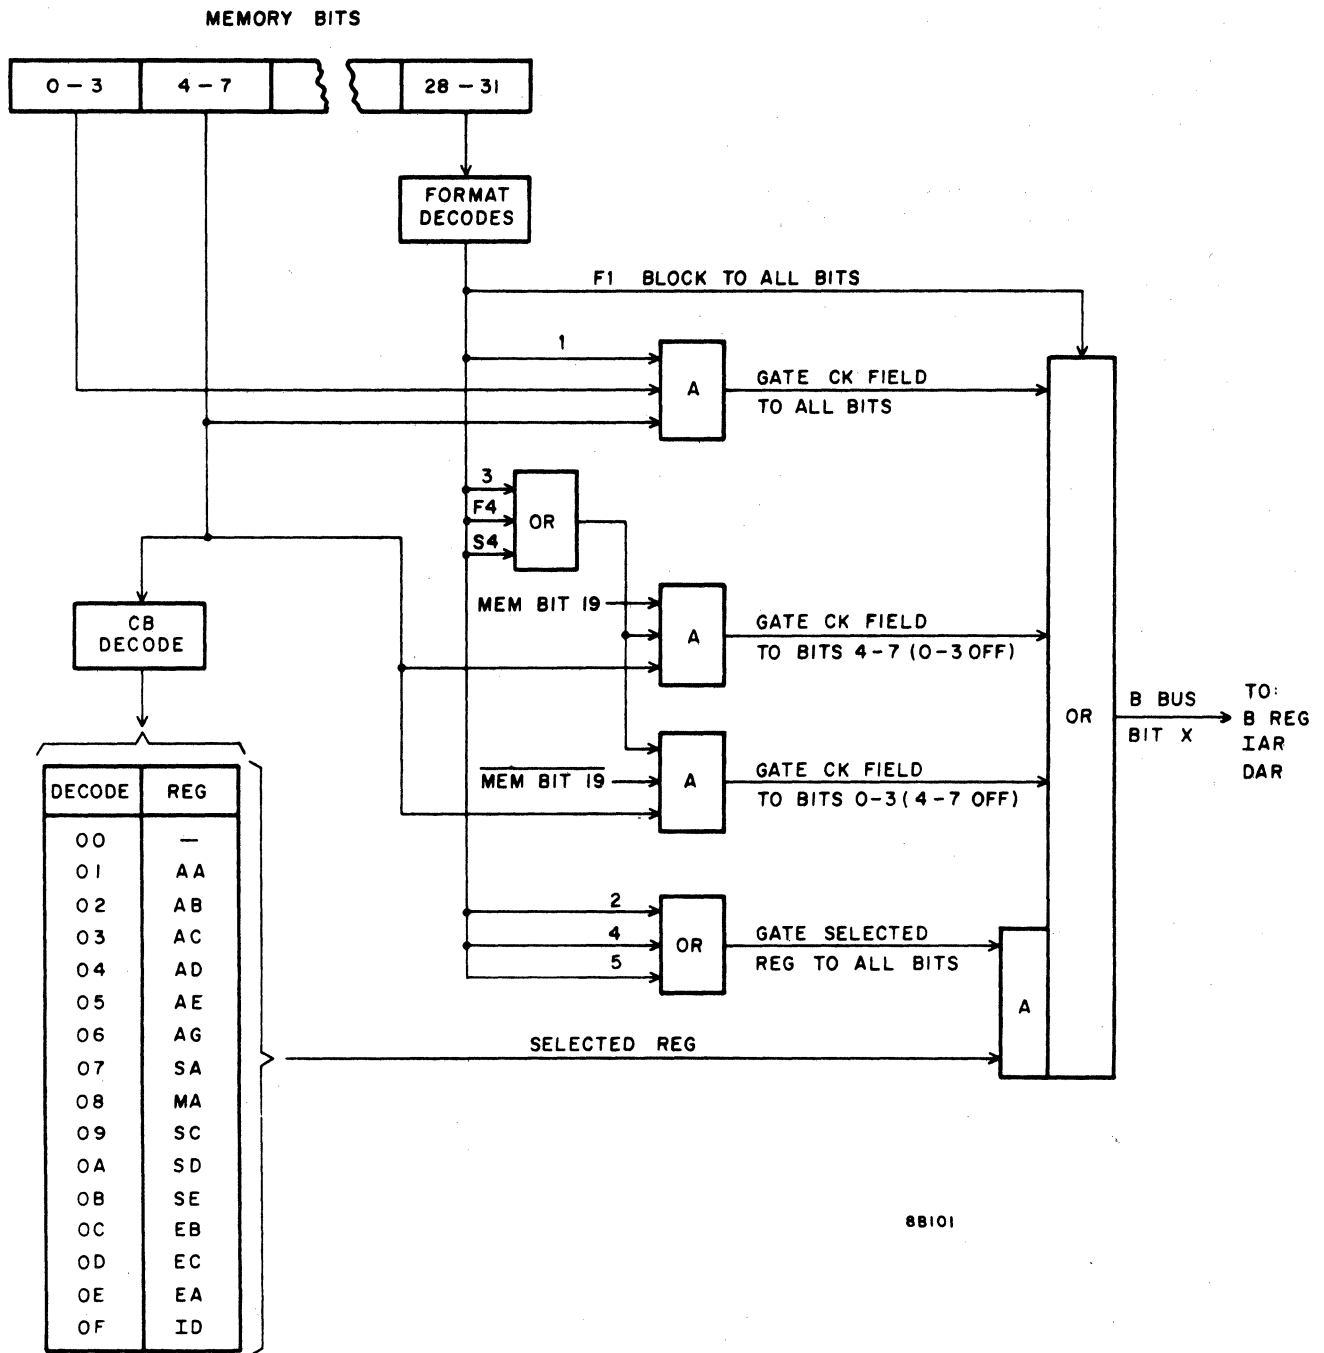 MEMORY BITS
0 – 3 4 – 7 28 – 31
FORMAT
DECODES
F1 BLOCK TO ALL BITS
1
A
GATE CK FIELD
TO ALL BITS
3
F4
S4
OR
MEM BIT 19
A
GATE CK FIELD
TO BITS 4–7 (0–3 OFF)
CB
DECODE
MEM BIT 19
A
GATE CK FIELD
TO BITS 0–3 (4–7 OFF)
OR
B BUS
BIT X
TO:
B REG
IAR
DAR
2
4
5
OR
GATE SELECTED
REG TO ALL BITS
A
SELECTED REG
DECODE REG
00 —
01 AA
02 AB
03 AC
04 AD
05 AE
06 AG
07 SA
08 MA
09 SC
0A SD
0B SE
0C EB
0D EC
0E EA
0F ID
8B101